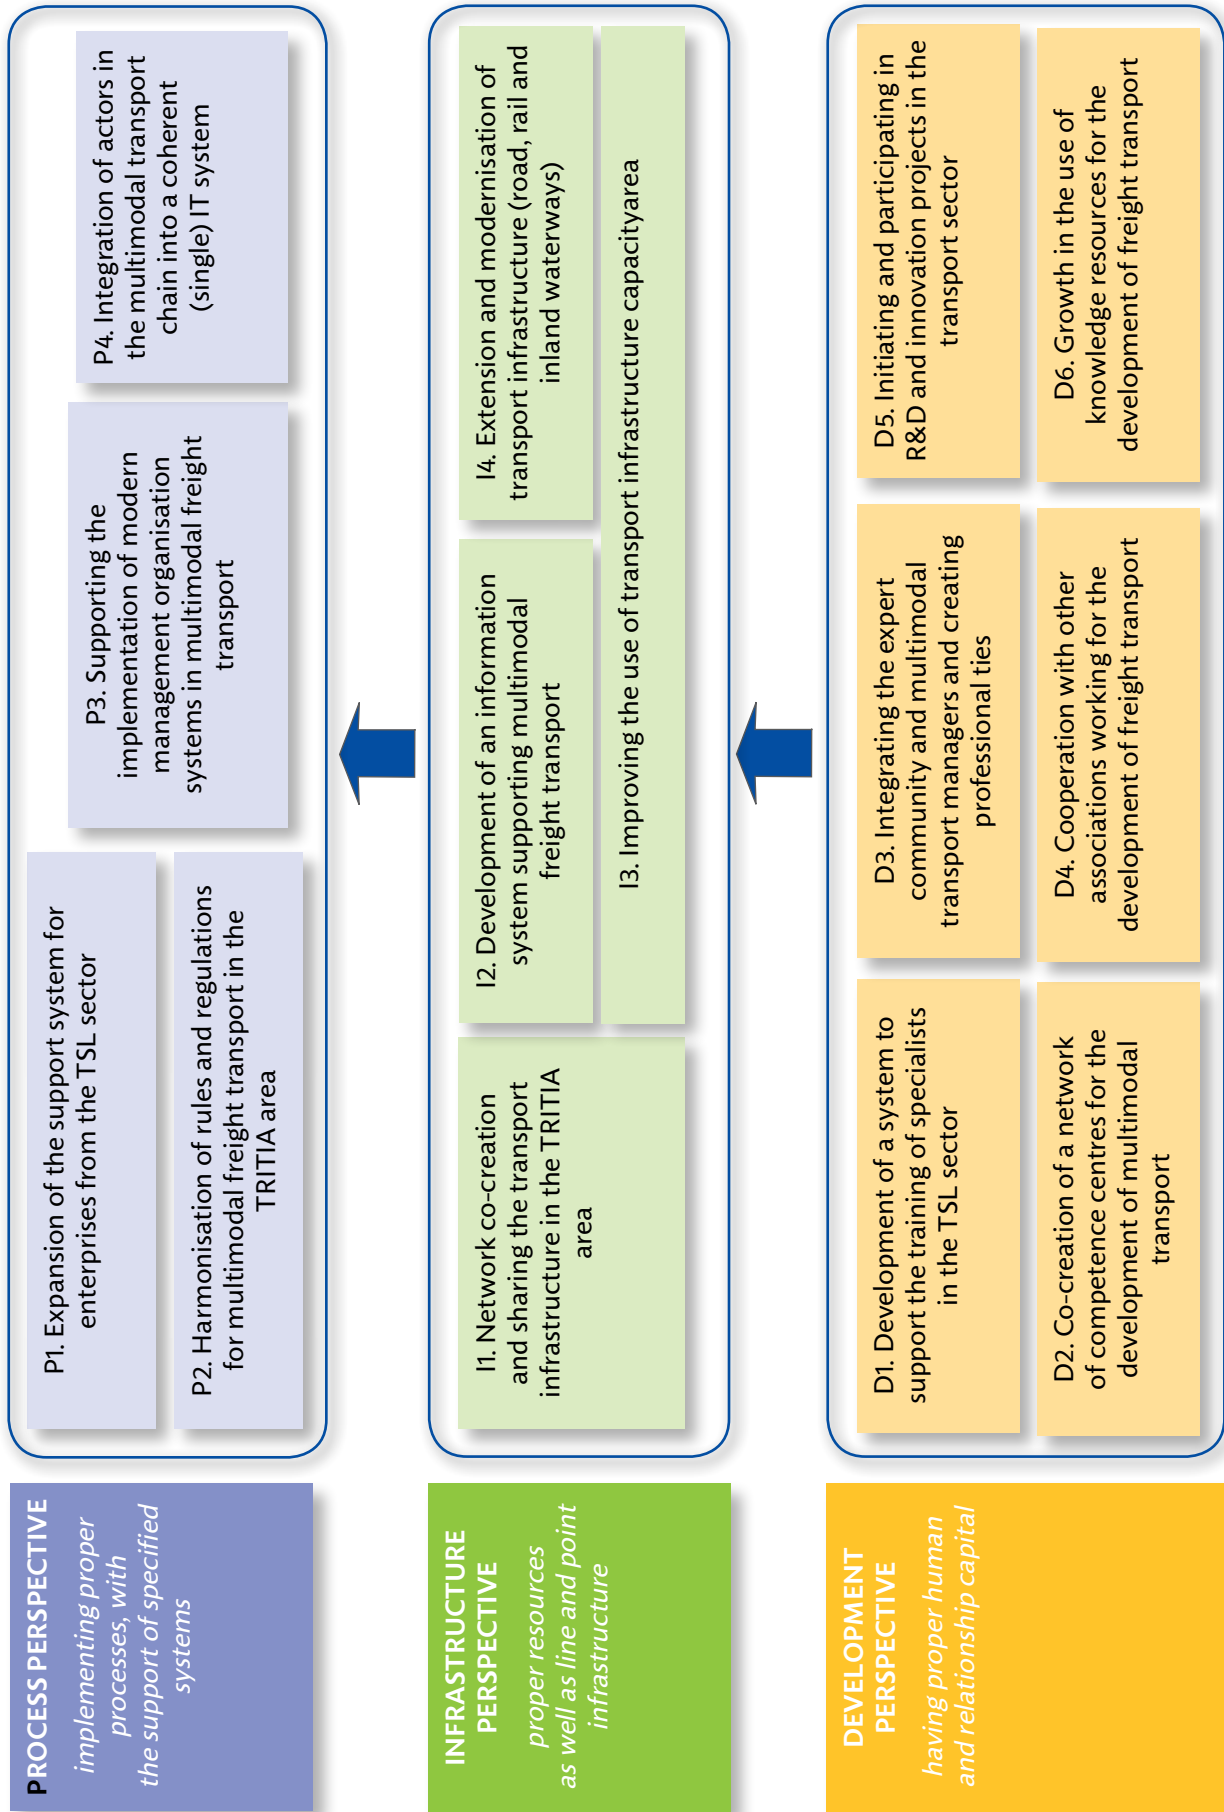 PROCESS PERSPECTIVE
implementing proper
processes, with
the support of specified
systems
P1. Expansion of the support system for
enterprises from the TSL sector
P2. Harmonisation of rules and regulations
for multimodal freight transport in the
TRITIA area
P3. Supporting the
implementation of modern
management organisation
systems in multimodal freight
transport
P4. Integration of actors in
the multimodal transport
chain into a coherent
(single) IT system
INFRASTRUCTURE
PERSPECTIVE
proper resources
as well as line and point
infrastructure
I1. Network co-creation
and sharing the transport
infrastructure in the TRITIA
area
I2. Development of an information
system supporting multimodal
freight transport
I4. Extension and modernisation of
transport infrastructure (road, rail and
inland waterways)
I3. Improving the use of transport infrastructure capacityarea
DEVELOPMENT
PERSPECTIVE
having proper human
and relationship capital
D1. Development of a system to
support the training of specialists
in the TSL sector
D2. Co-creation of a network
of competence centres for the
development of multimodal
transport
D3. Integrating the expert
community and multimodal
transport managers and creating
professional ties
D4. Cooperation with other
associations working for the
development of freight transport
D5. Initiating and participating in
R&D and innovation projects in the
transport sector
D6. Growth in the use of
knowledge resources for the
development of freight transport